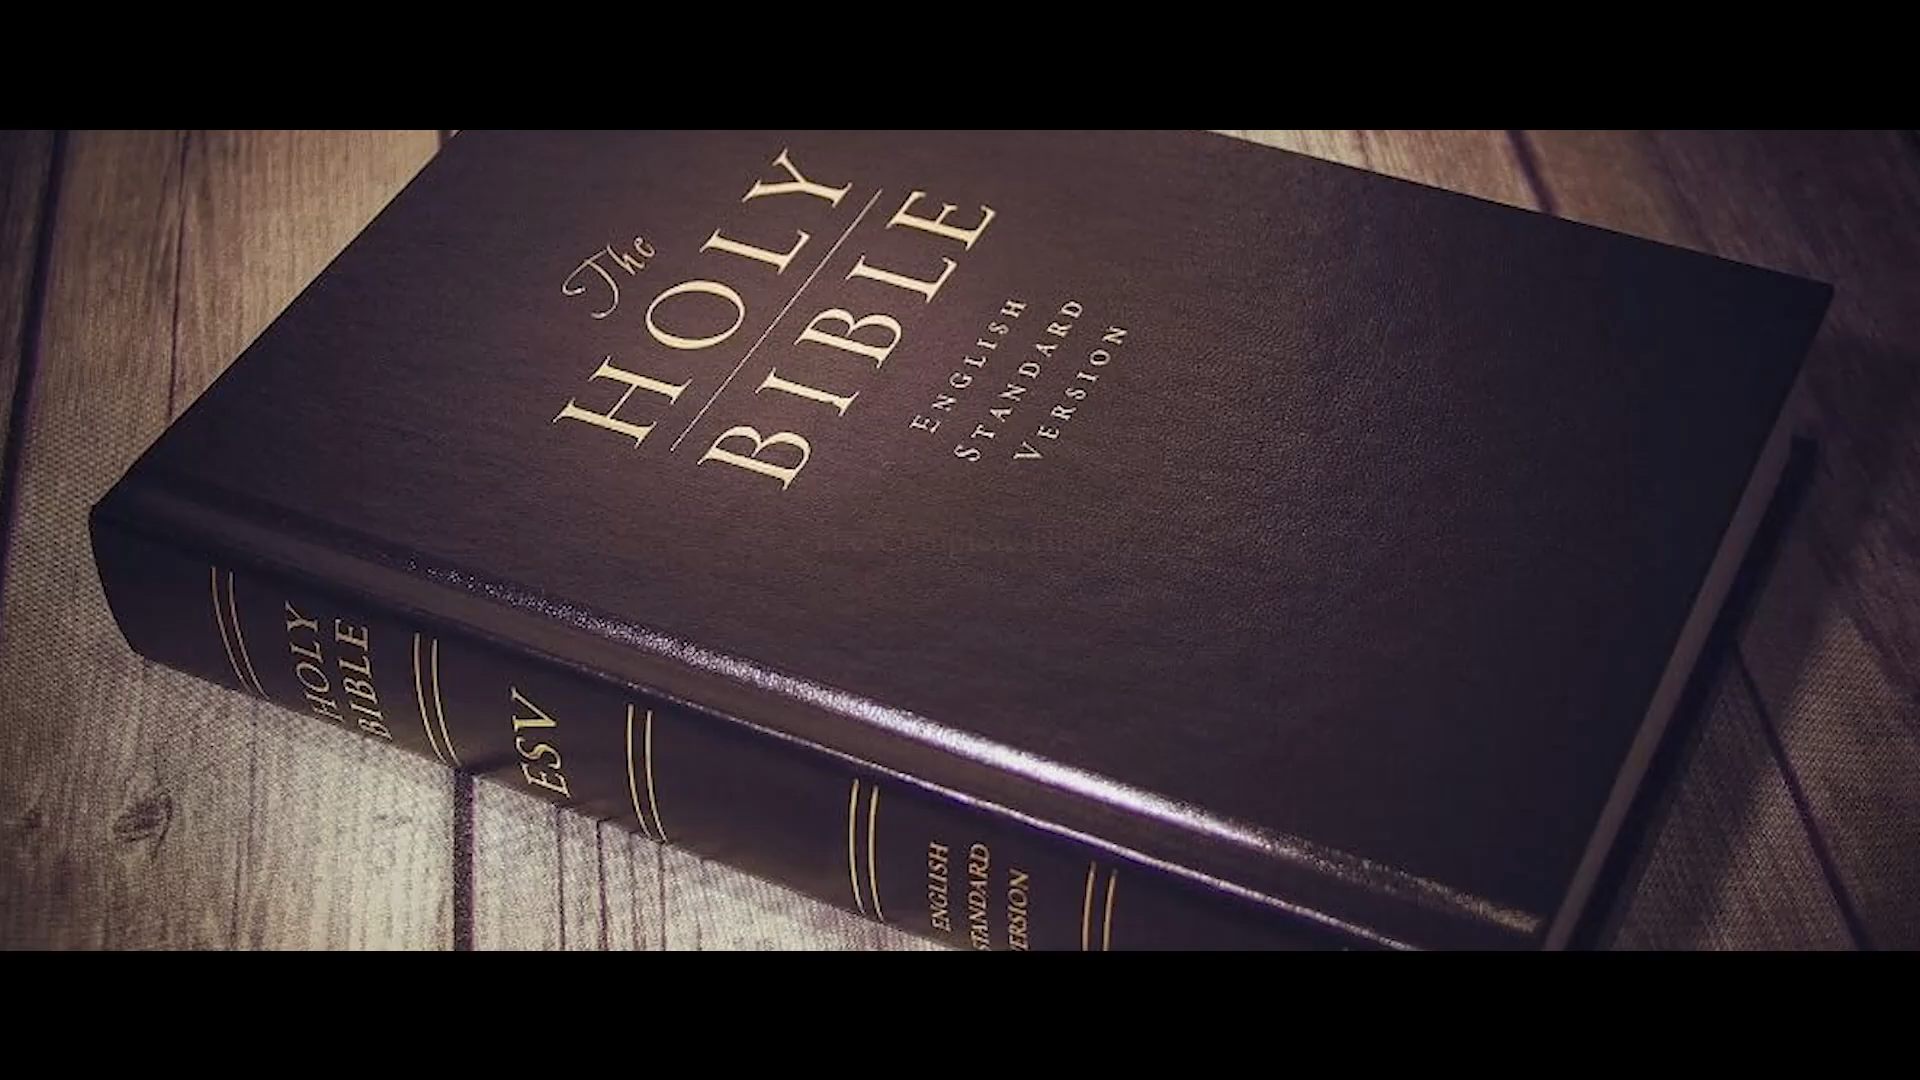 The
HOLY
BIBLE
ENGLISH
STANDARD
VERSION
HOLY
BIBLE
ESV
ENGLISH
STANDARD
VERSION